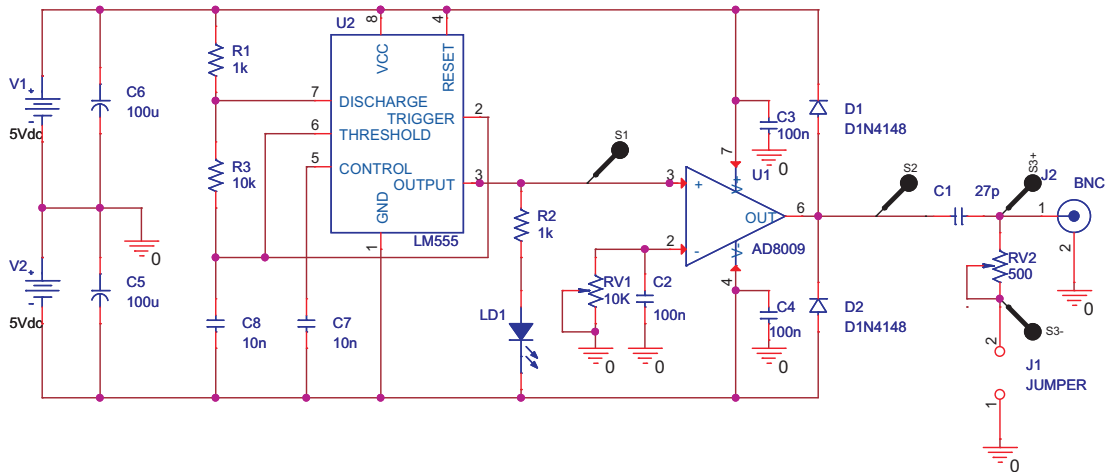 V1
+
-
5Vdc
V2
+
-
5Vdc
C6
100u
C5
100u
0
R1
1k
R3
10k
C8
10n
C7
10n
U2
8
4
VCC
RESET
7
DISCHARGE
TRIGGER
2
6
THRESHOLD
5
CONTROL
OUTPUT
3
GND
1
LM555
S1
R2
1k
LD1
RV1
10K
0
C2
100n
0
3
+
2
-
7
V+
U1
OUT
6
V-
4
AD8009
C3
100n
0
C4
100n
0
D1
D1N4148
D2
D1N4148
S2
C1
27p
S3+
J2
BNC
1
2
0
RV2
500
S3-
2
J1
JUMPER
1
0